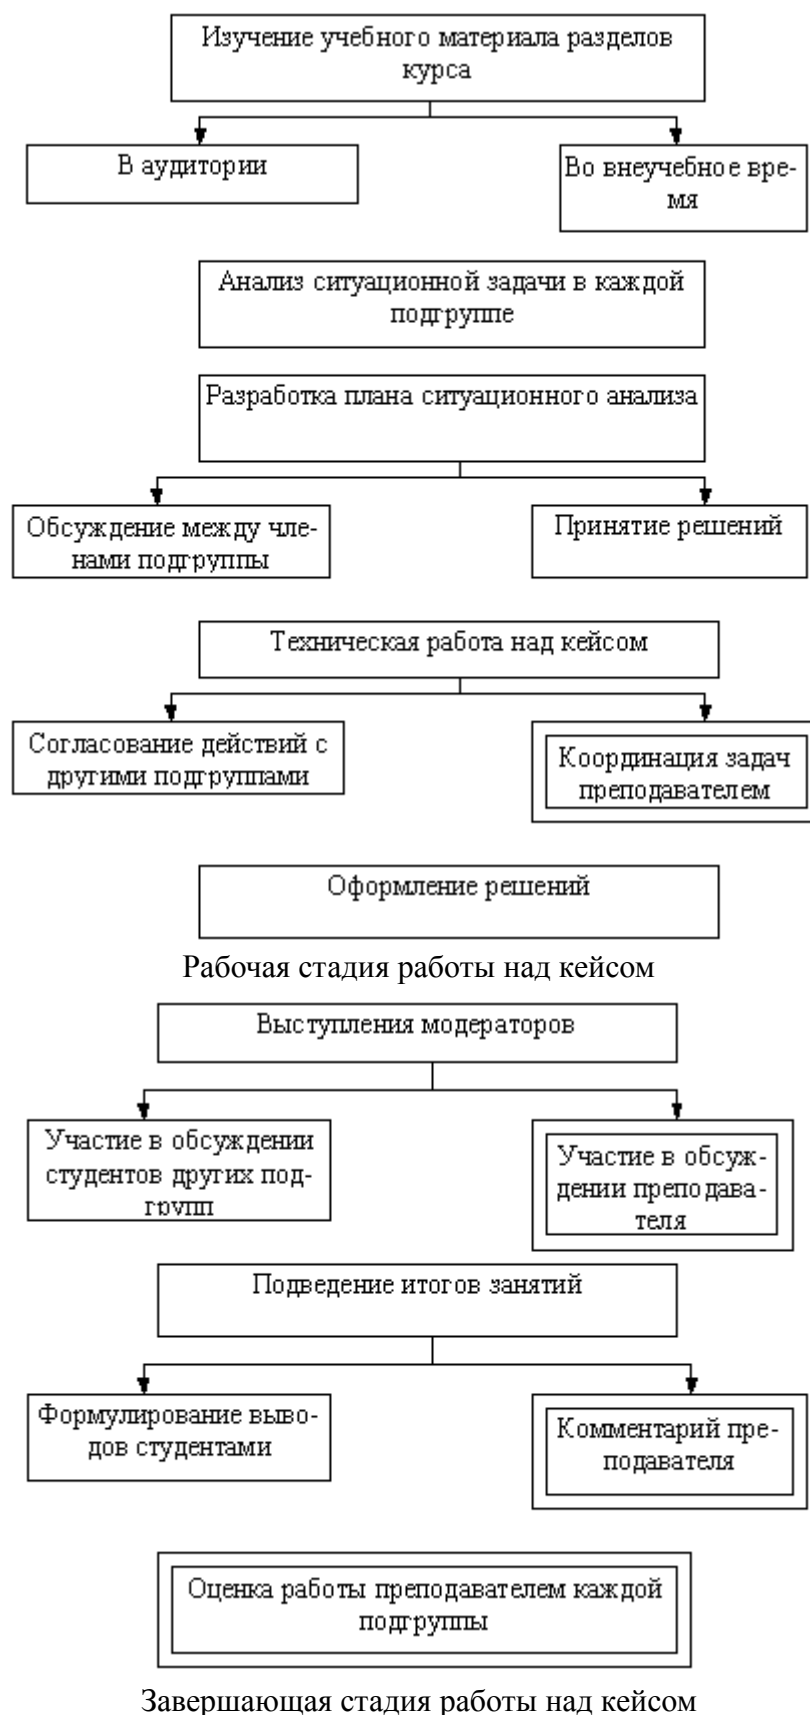 Изучение учебного материала разделов
курса
В аудитории
Во внеучебное вре-
мя
Анализ ситуационной задачи в каждой
подгруппе
Разработка плана ситуационного анализа
Обсуждение между чле-
нами подгруппы
Принятие решений
Техническая работа над кейсом
Согласование действий с
другими подгруппами
Координация задач
преподавателем
Оформление решений
Рабочая стадия работы над кейсом
Выступления модераторов
Участие в обсуждении
студентов других под-
групп
Участие в обсуж-
дении преподава-
теля
Подведение итогов занятий
Формулирование выво-
дов студентами
Комментарий пре-
подавателя
Оценка работы преподавателем каждой
подгруппы
Завершающая стадия работы над кейсом